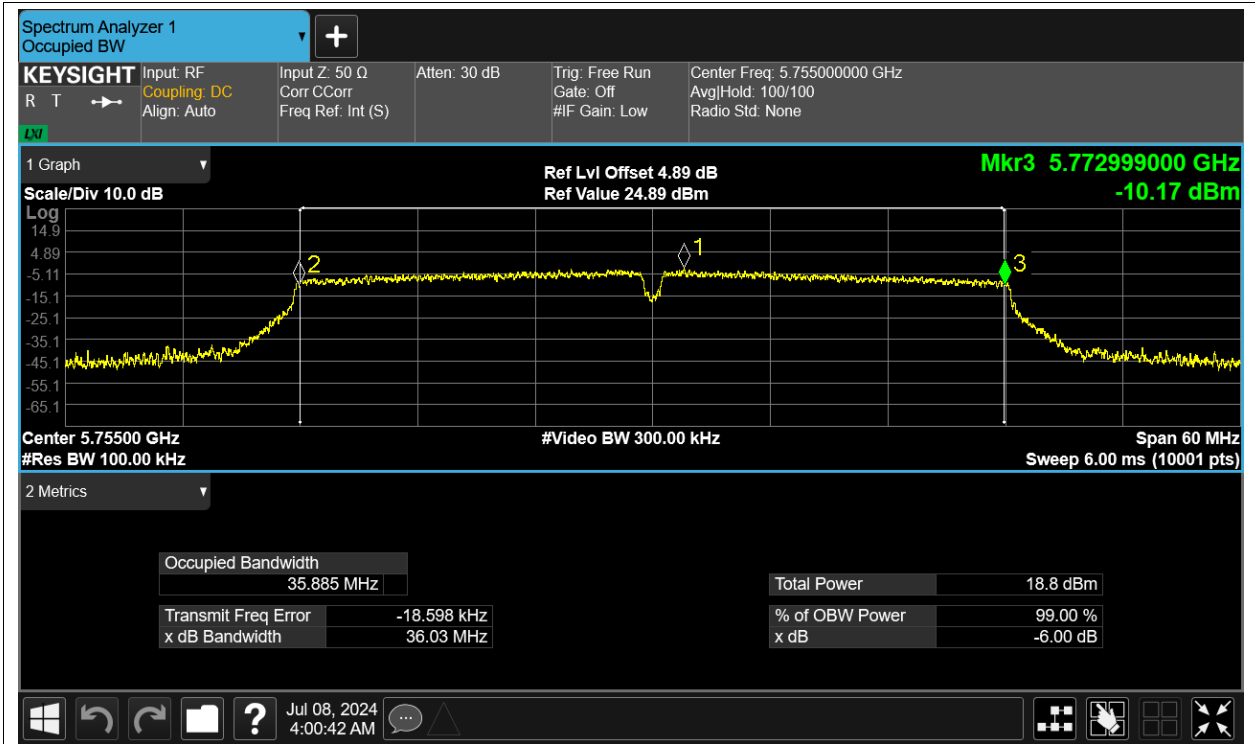 Spectrum Analyzer 1
Occupied BW
KEYSIGHT
R T
LXI
Input: RF
Coupling: DC
Align: Auto
Input Z: 50 Ω
Corr CCorr
Freq Ref: Int (S)
Atten: 30 dB
Trig: Free Run
Gate: Off
#IF Gain: Low
Center Freq: 5.755000000 GHz
Avg|Hold: 100/100
Radio Std: None
1 Graph
Scale/Div 10.0 dB
Ref Lvl Offset 4.89 dB
Ref Value 24.89 dBm
Mkr3 5.772999000 GHz
-10.17 dBm
Log
14.9
4.89
-5.11
-15.1
-25.1
-35.1
-45.1
-55.1
-65.1
2
1
3
Center 5.75500 GHz
#Res BW 100.00 kHz
#Video BW 300.00 kHz
Span 60 MHz
Sweep 6.00 ms (10001 pts)
2 Metrics
Occupied Bandwidth
35.885 MHz
Transmit Freq Error -18.598 kHz
x dB Bandwidth 36.03 MHz
Total Power 18.8 dBm
% of OBW Power 99.00 %
x dB -6.00 dB
?
Jul 08, 2024
4:00:42 AM